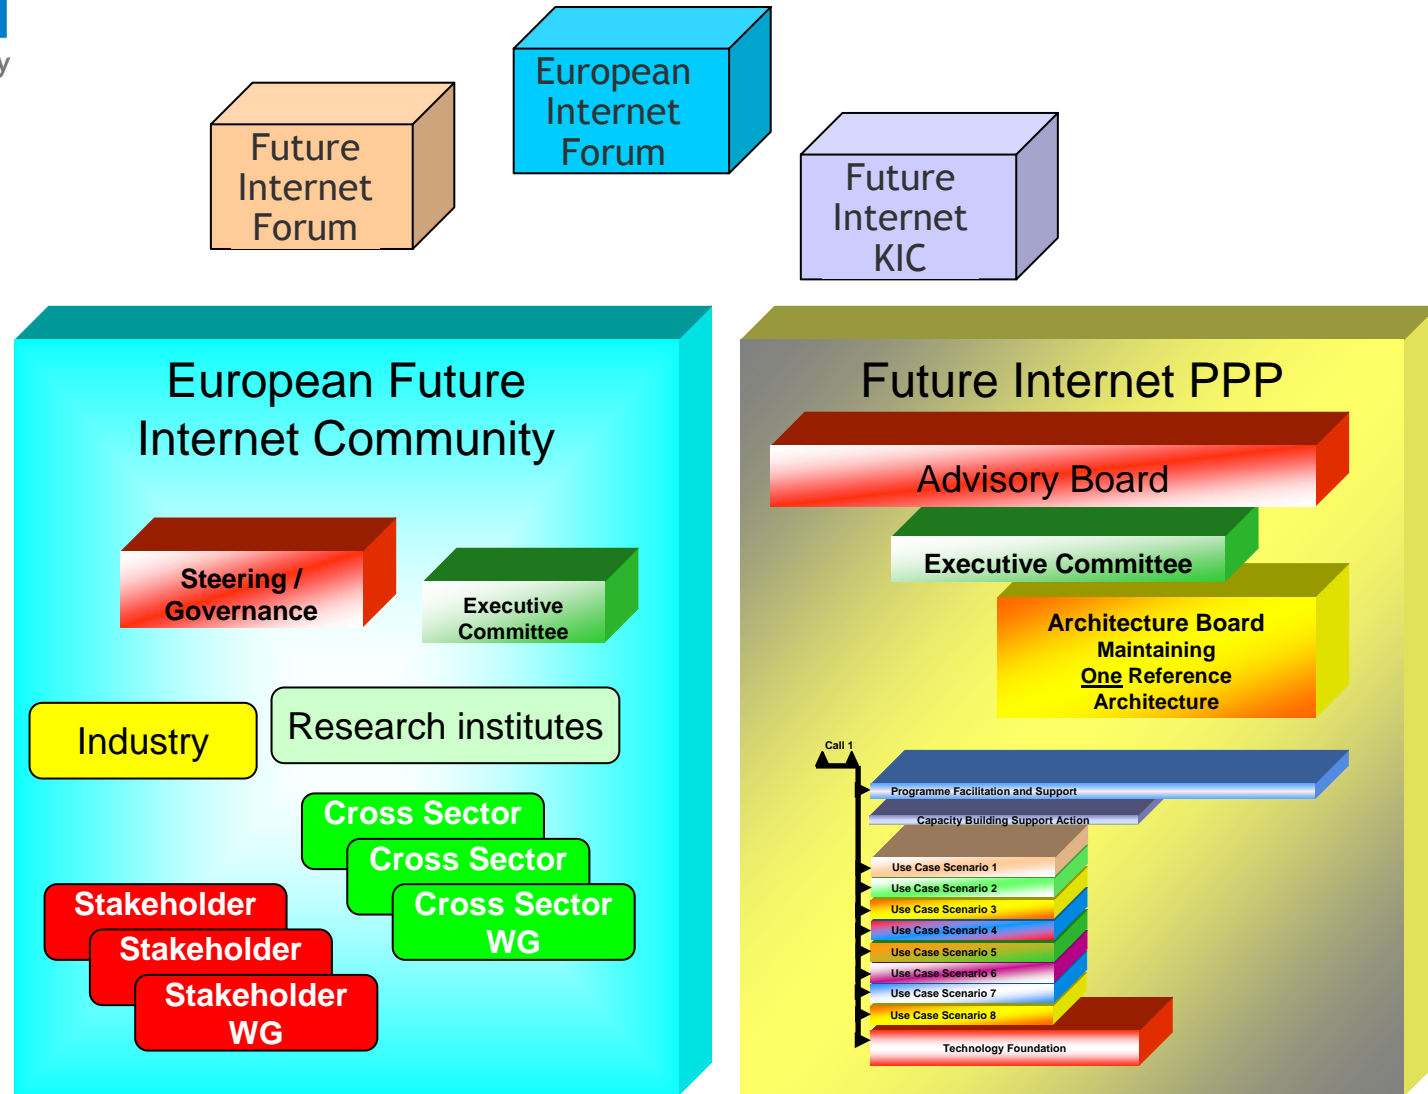 y
European
Internet
Forum
Future
Internet
Forum
Future
Internet
KIC
European Future
Internet Community
Steering /
Governance
Executive
Committee
Industry
Research institutes
Cross Sector
Cross Sector
Cross Sector
WG
Stakeholder
Stakeholder
Stakeholder
WG
Future Internet PPP
Advisory Board
Executive Committee
Architecture Board
Maintaining
One Reference
Architecture
Call 1
Programme Facilitation and Support
Capacity Building Support Action
Use Case Scenario 1
Use Case Scenario 2
Use Case Scenario 3
Use Case Scenario 4
Use Case Scenario 5
Use Case Scenario 6
Use Case Scenario 7
Use Case Scenario 8
Technology Foundation